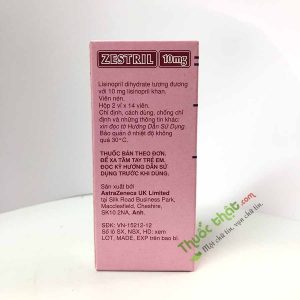 ZESTRIL 10mg
Lisinopril dihydrate tương đương
với 10 mg lisinopril khan.
Viên nén.
Hộp 2 vỉ x 14 viên.
Chỉ định, cách dùng, chống chỉ
định và những thông tin khác:
xin đọc tờ Hướng Dẫn Sử Dụng.
Bảo quản ở nhiệt độ không
quá 30°C.
THUỐC BÁN THEO ĐƠN.
ĐỂ XA TẦM TAY TRẺ EM.
ĐỌC KỸ HƯỚNG DẪN SỬ
DỤNG TRƯỚC KHI DÙNG.
Sản xuất bởi
AstraZeneca UK Limited
tại Silk Road Business Park,
Macclesfield, Cheshire,
SK10 2NA, Anh.
SĐK: VN-15212-12
Số lô SX, NSX, HD: xem
LOT, MADE, EXP trên bao bì.
Thuốc thật.com